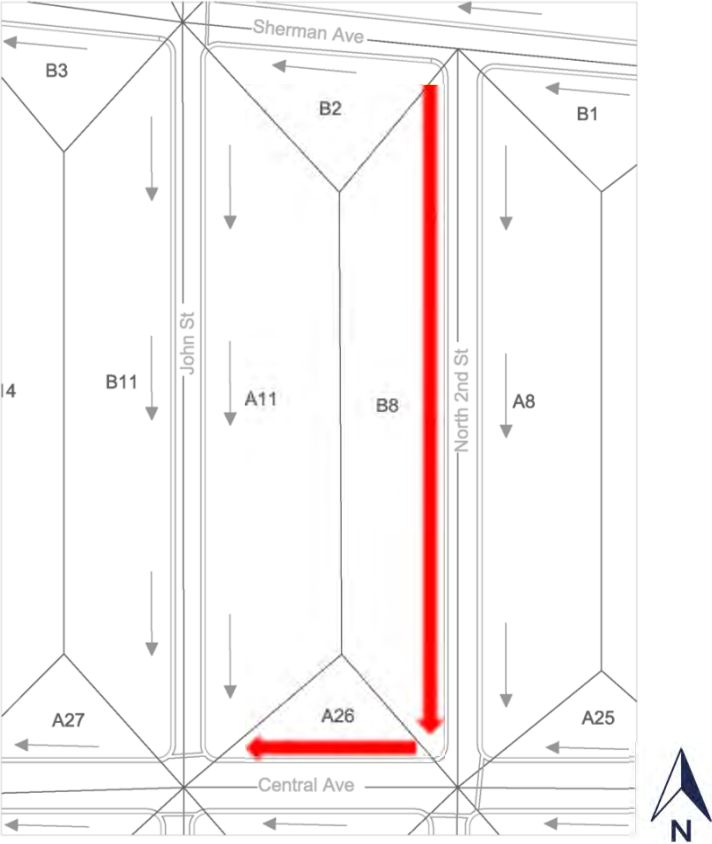 Sherman Ave
B3
B2
B1
John St
North 2nd St
14
B11
A11
B8
A8
A27
A26
A25
Central Ave
N